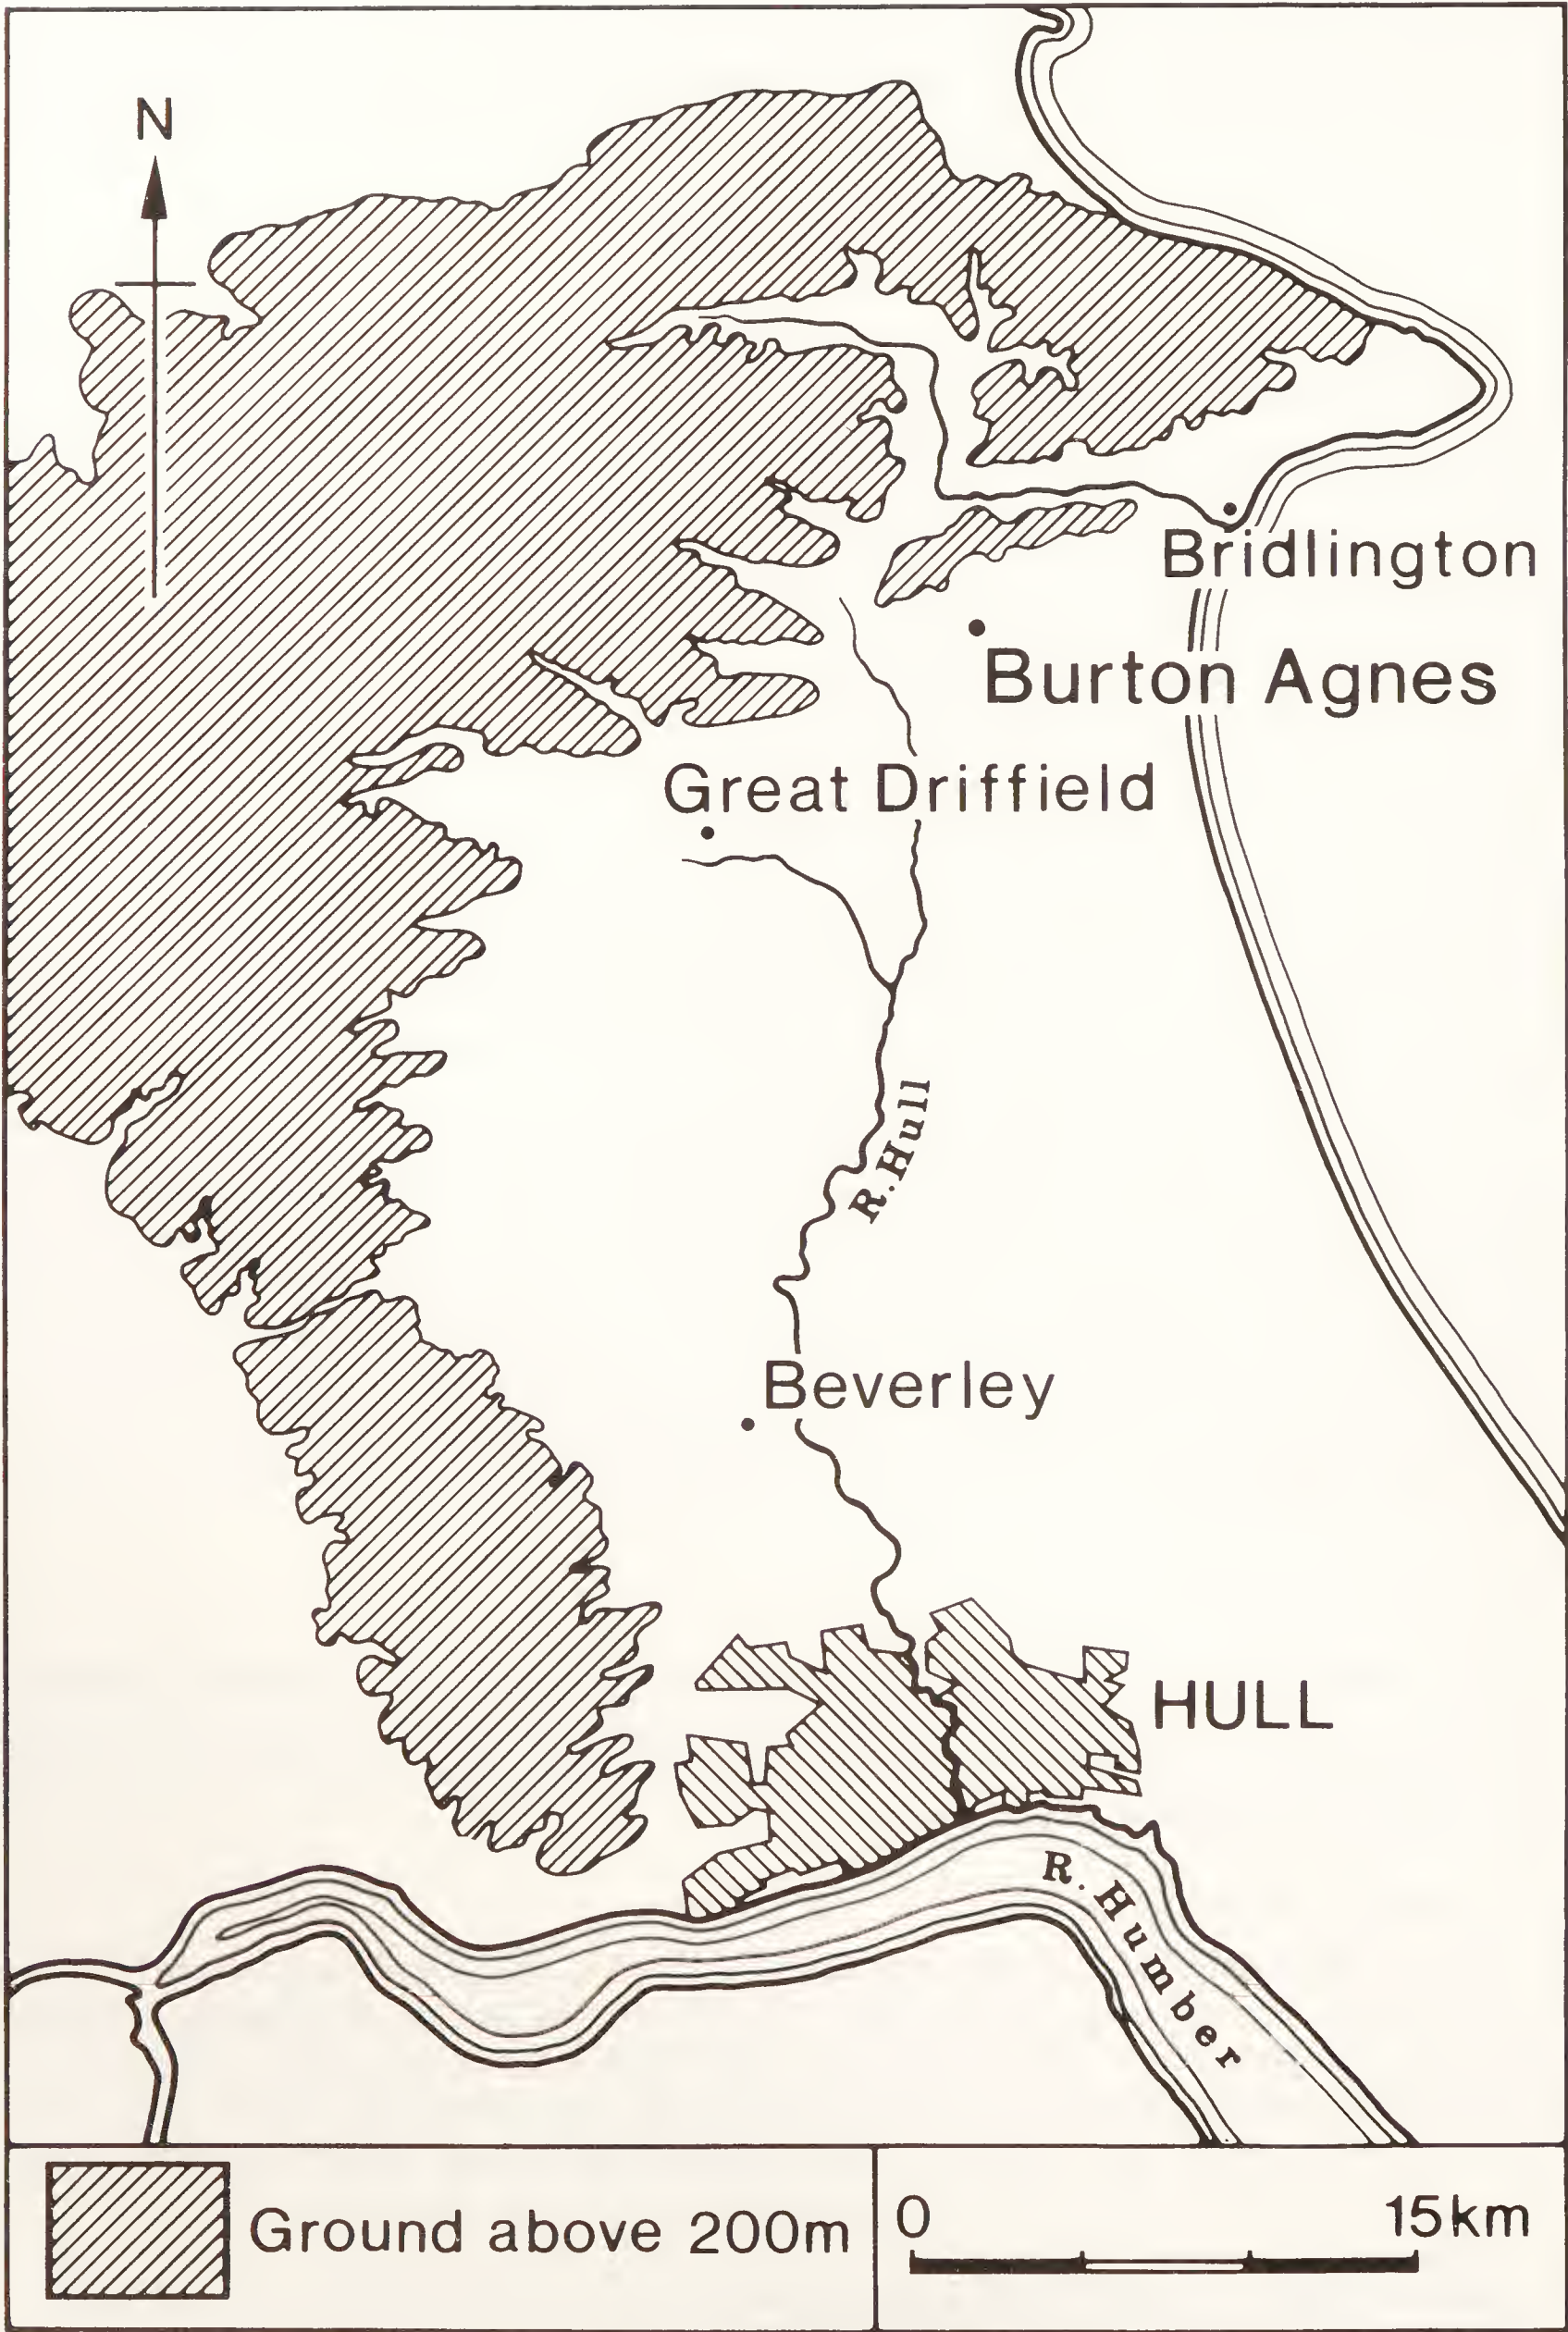 N
Bridlington
Burton Agnes
Great Driffield
R. Hull
Beverley
HULL
R. Humber
Ground above 200m
0 15km